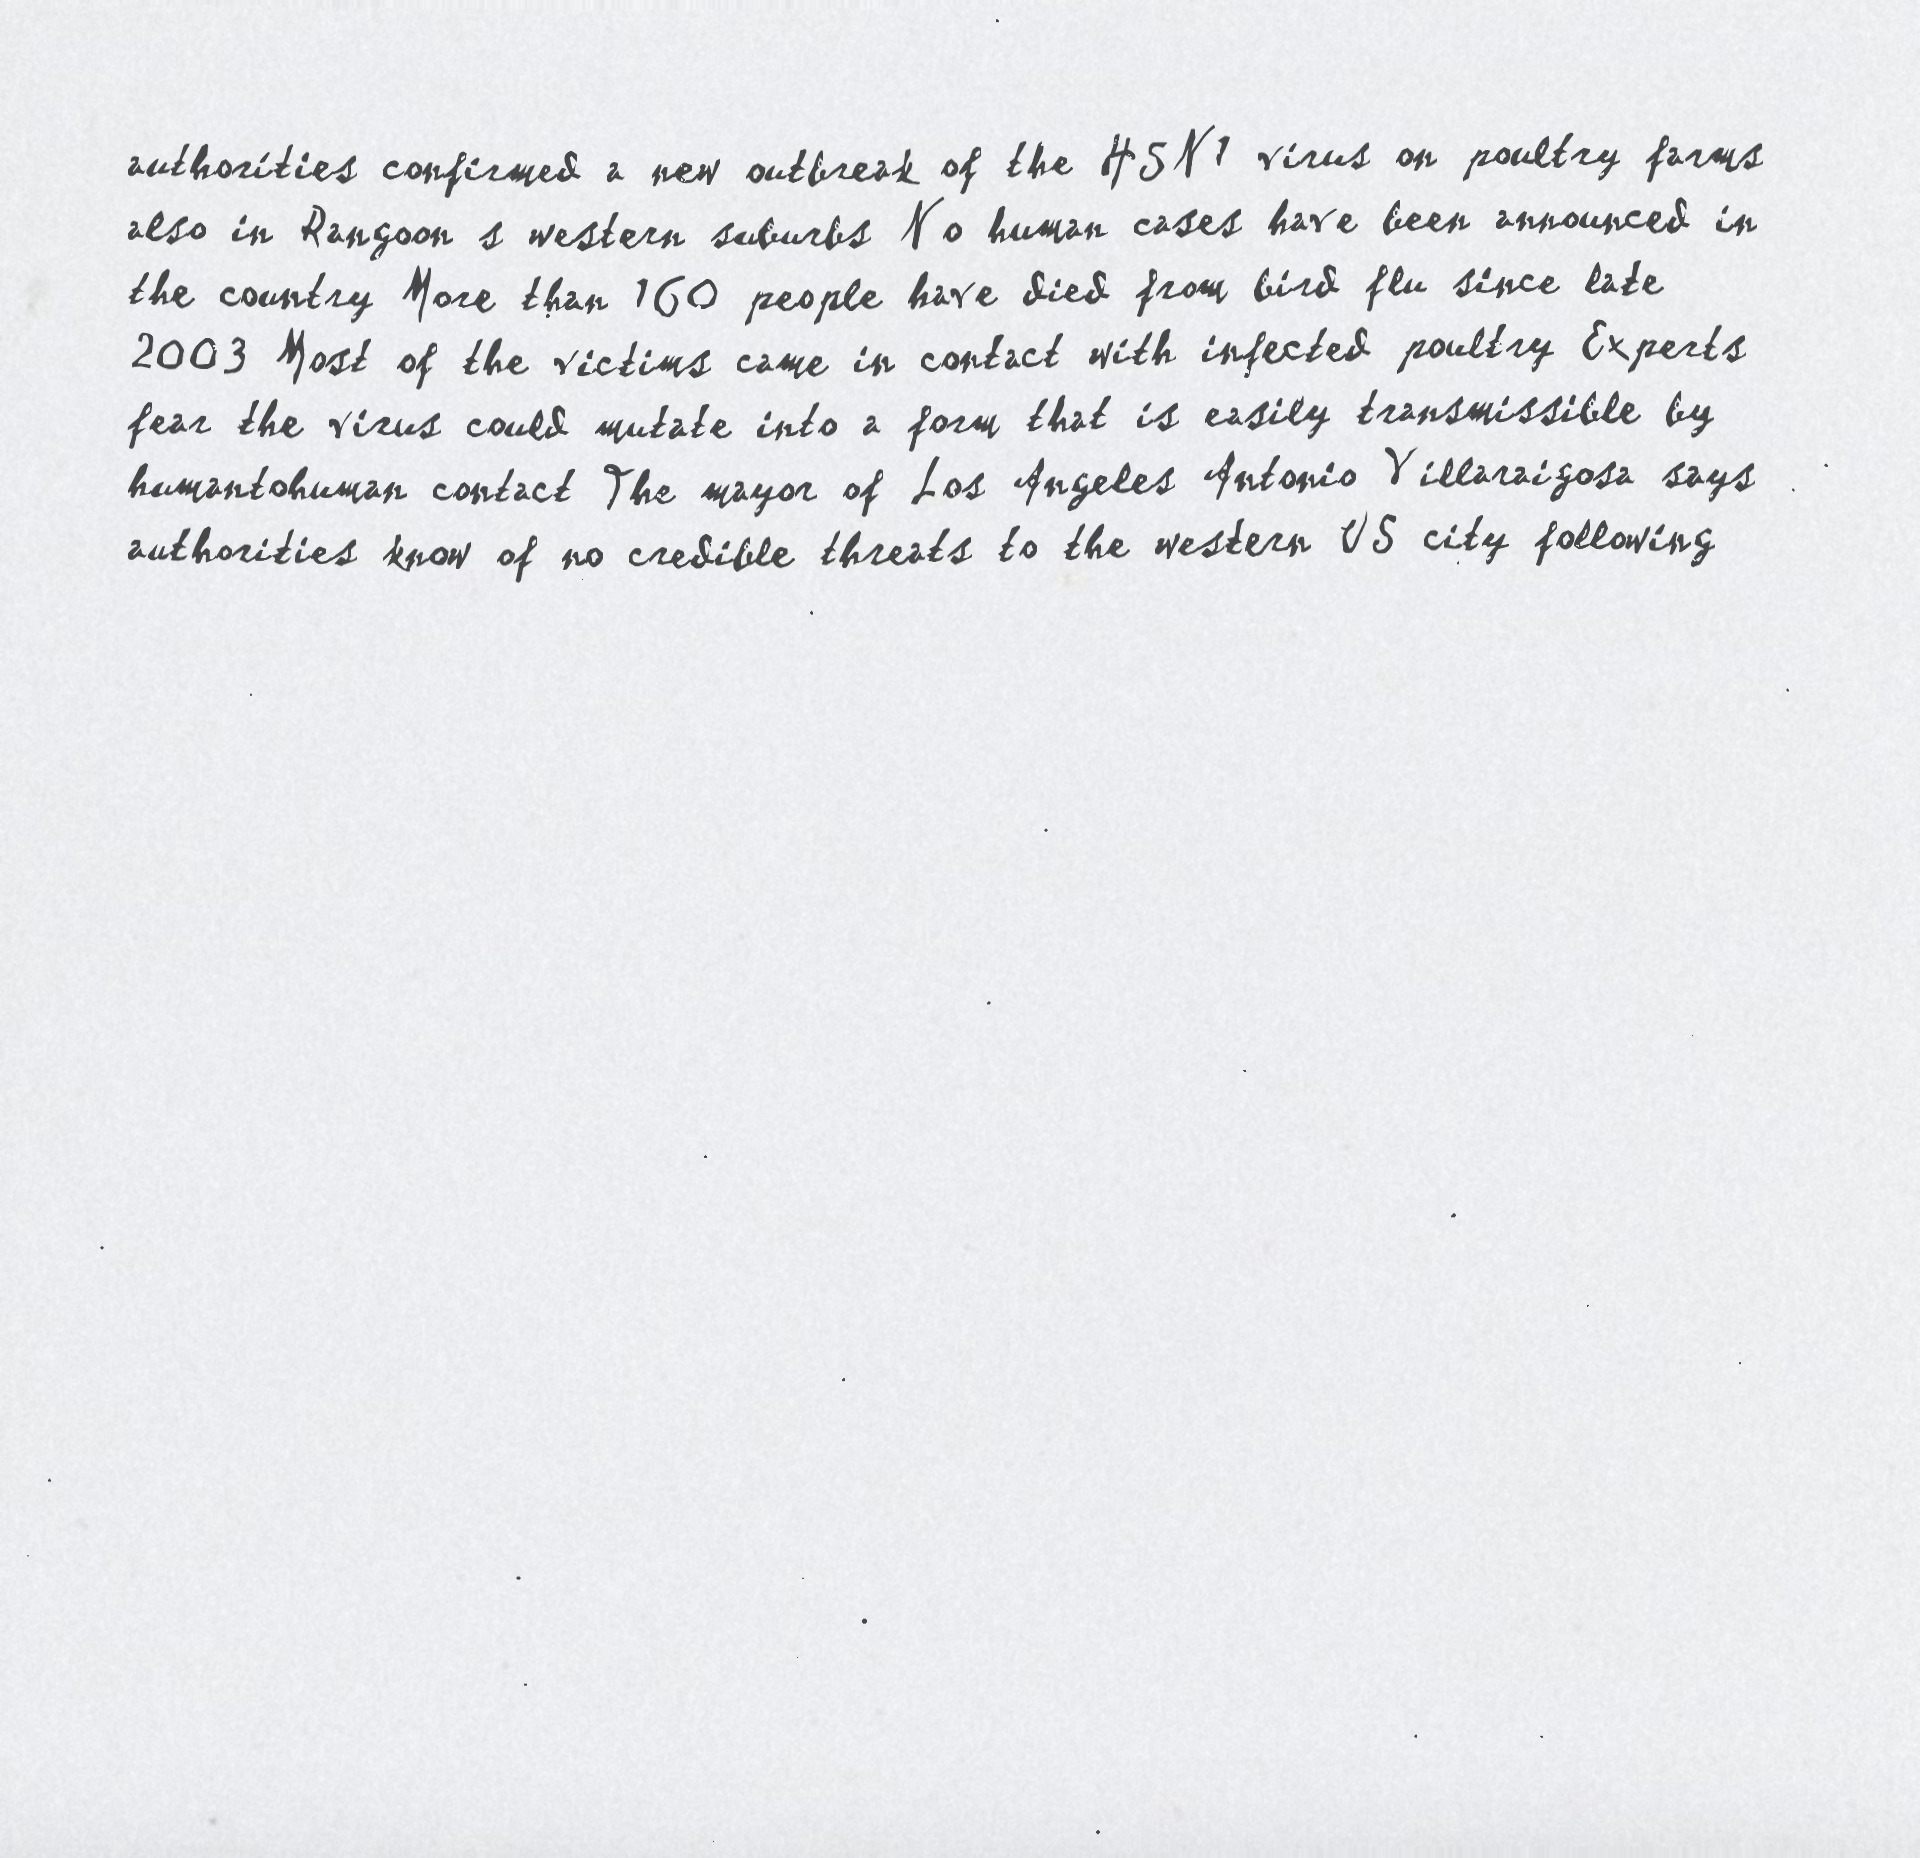 authorities confirmed a new outbreak of the H5N1 virus on poultry farms
also in Rangoon s western suburbs No human cases have been announced in
the country More than 160 people have died from bird flu since late
2003 Most of the victims came in contact with infected poultry Experts
fear the virus could mutate into a form that is easily transmissible by
humantohuman contact The mayor of Los Angeles Antonio Villaraigosa says
authorities know of no credible threats to the western US city following